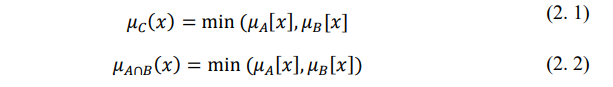 μ_C(x) = min (μ_A[x], μ_B[x] (2. 1)
μ_{A∩B}(x) = min (μ_A[x], μ_B[x]) (2. 2)